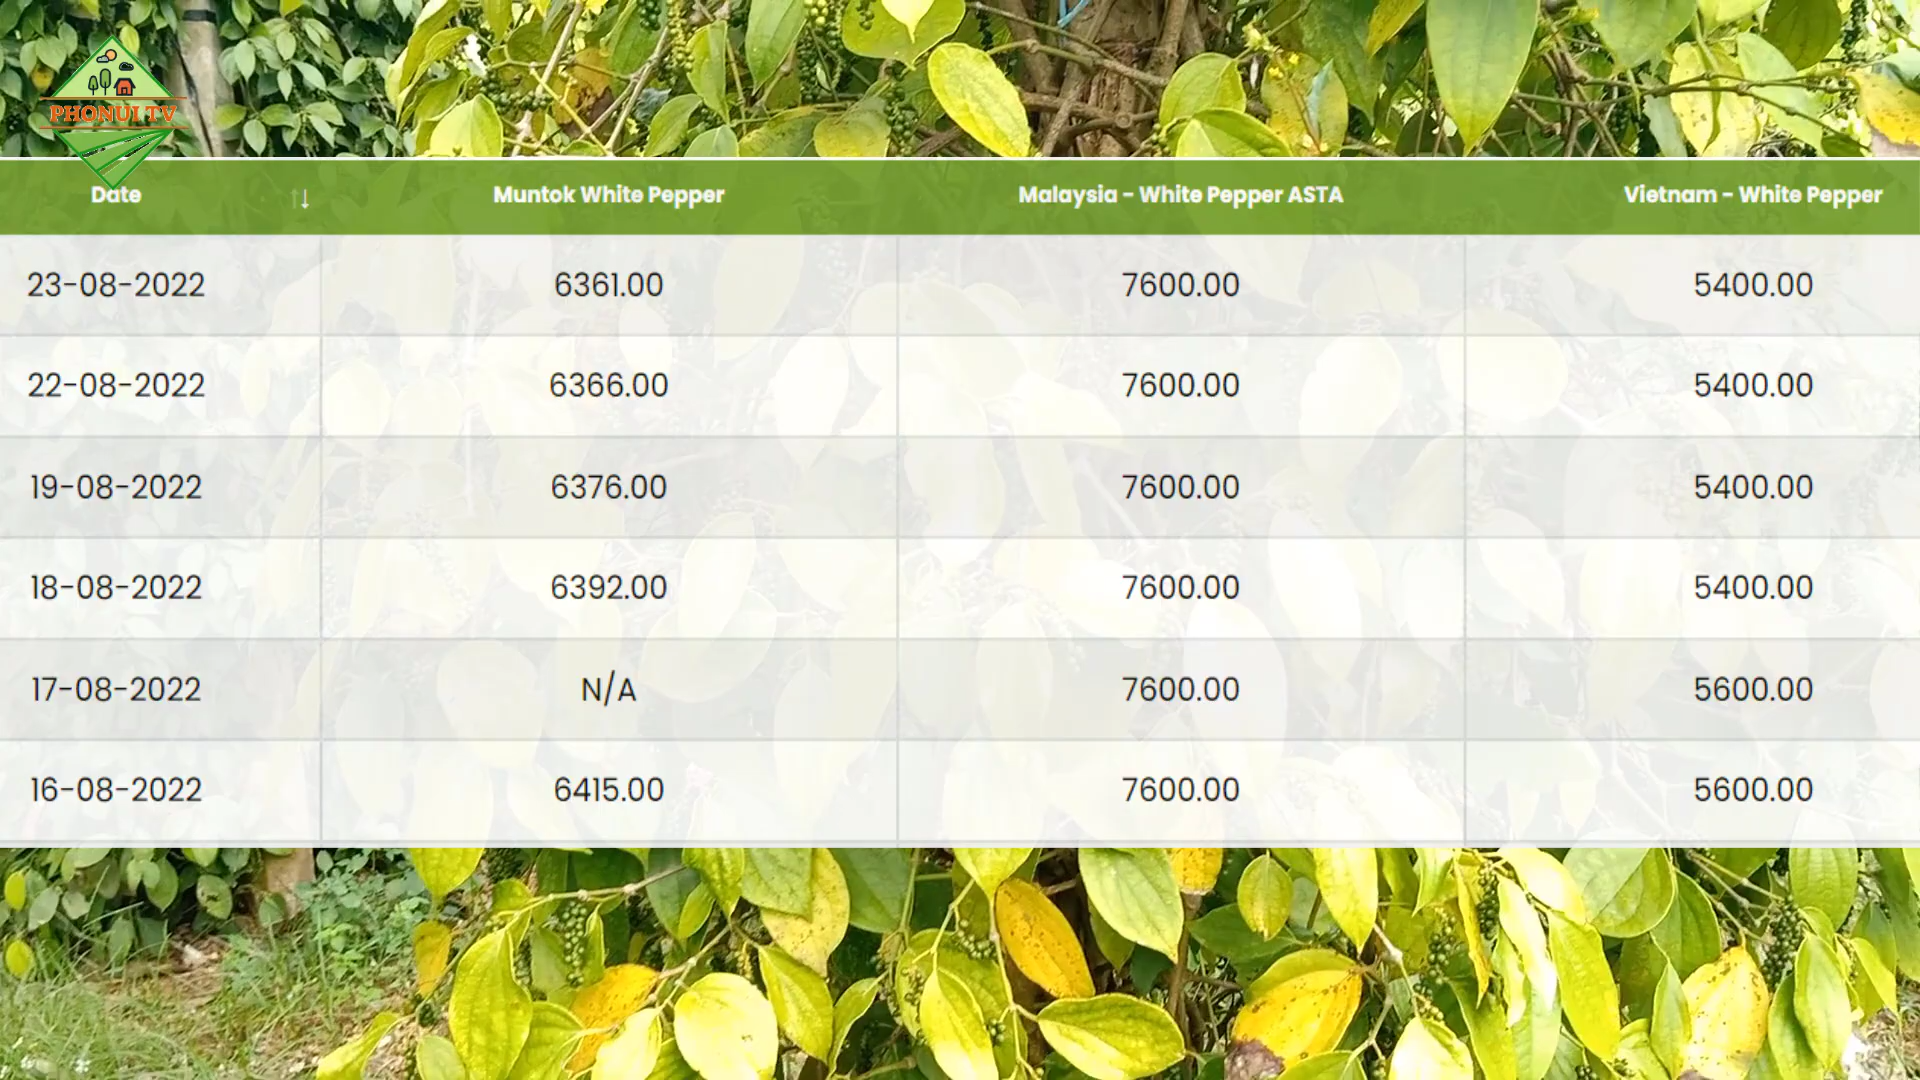 PHONUI TV
Date Muntok White Pepper Malaysia - White Pepper ASTA Vietnam - White Pepper
23-08-2022 6361.00 7600.00 5400.00
22-08-2022 6366.00 7600.00 5400.00
19-08-2022 6376.00 7600.00 5400.00
18-08-2022 6392.00 7600.00 5400.00
17-08-2022 N/A 7600.00 5600.00
16-08-2022 6415.00 7600.00 5600.00